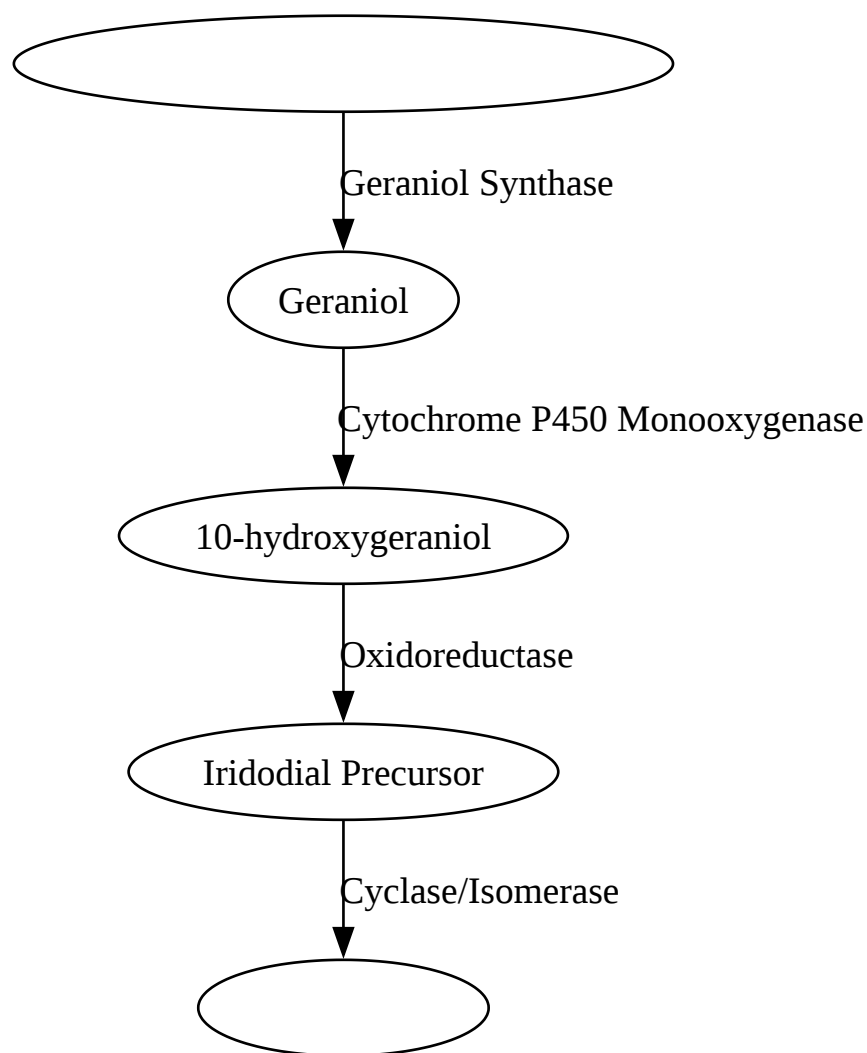 Geraniol Synthase
Geraniol
Cytochrome P450 Monooxygenase
10-hydroxygeraniol
Oxidoreductase
Iridodial Precursor
Cyclase/Isomerase